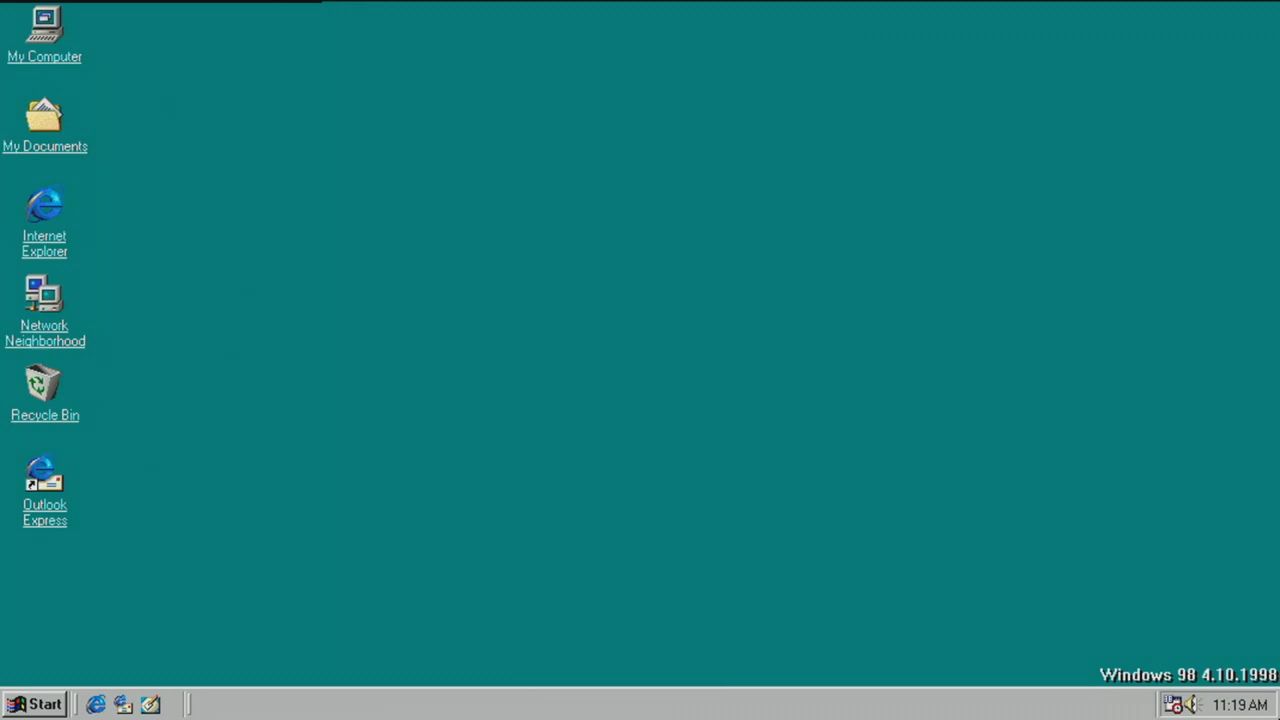 My Computer
My Documents
Internet
Explorer
Network
Neighborhood
Recycle Bin
Outlook
Express
Windows 98 4.10.1998
Start
11:19 AM